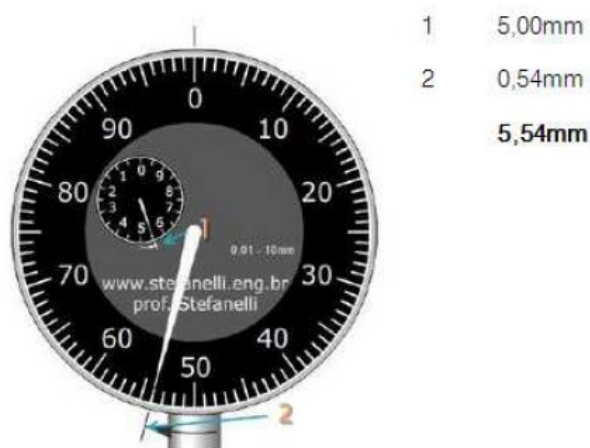 1 5,00mm
2 0,54mm
5,54mm
0
90 10
80 20
70 30
60 40
50
0
1 9
2 8
3 7
4 6
5
1
0.01 - 10mm
www.stefanelli.eng.br
prof. Stefanelli
2